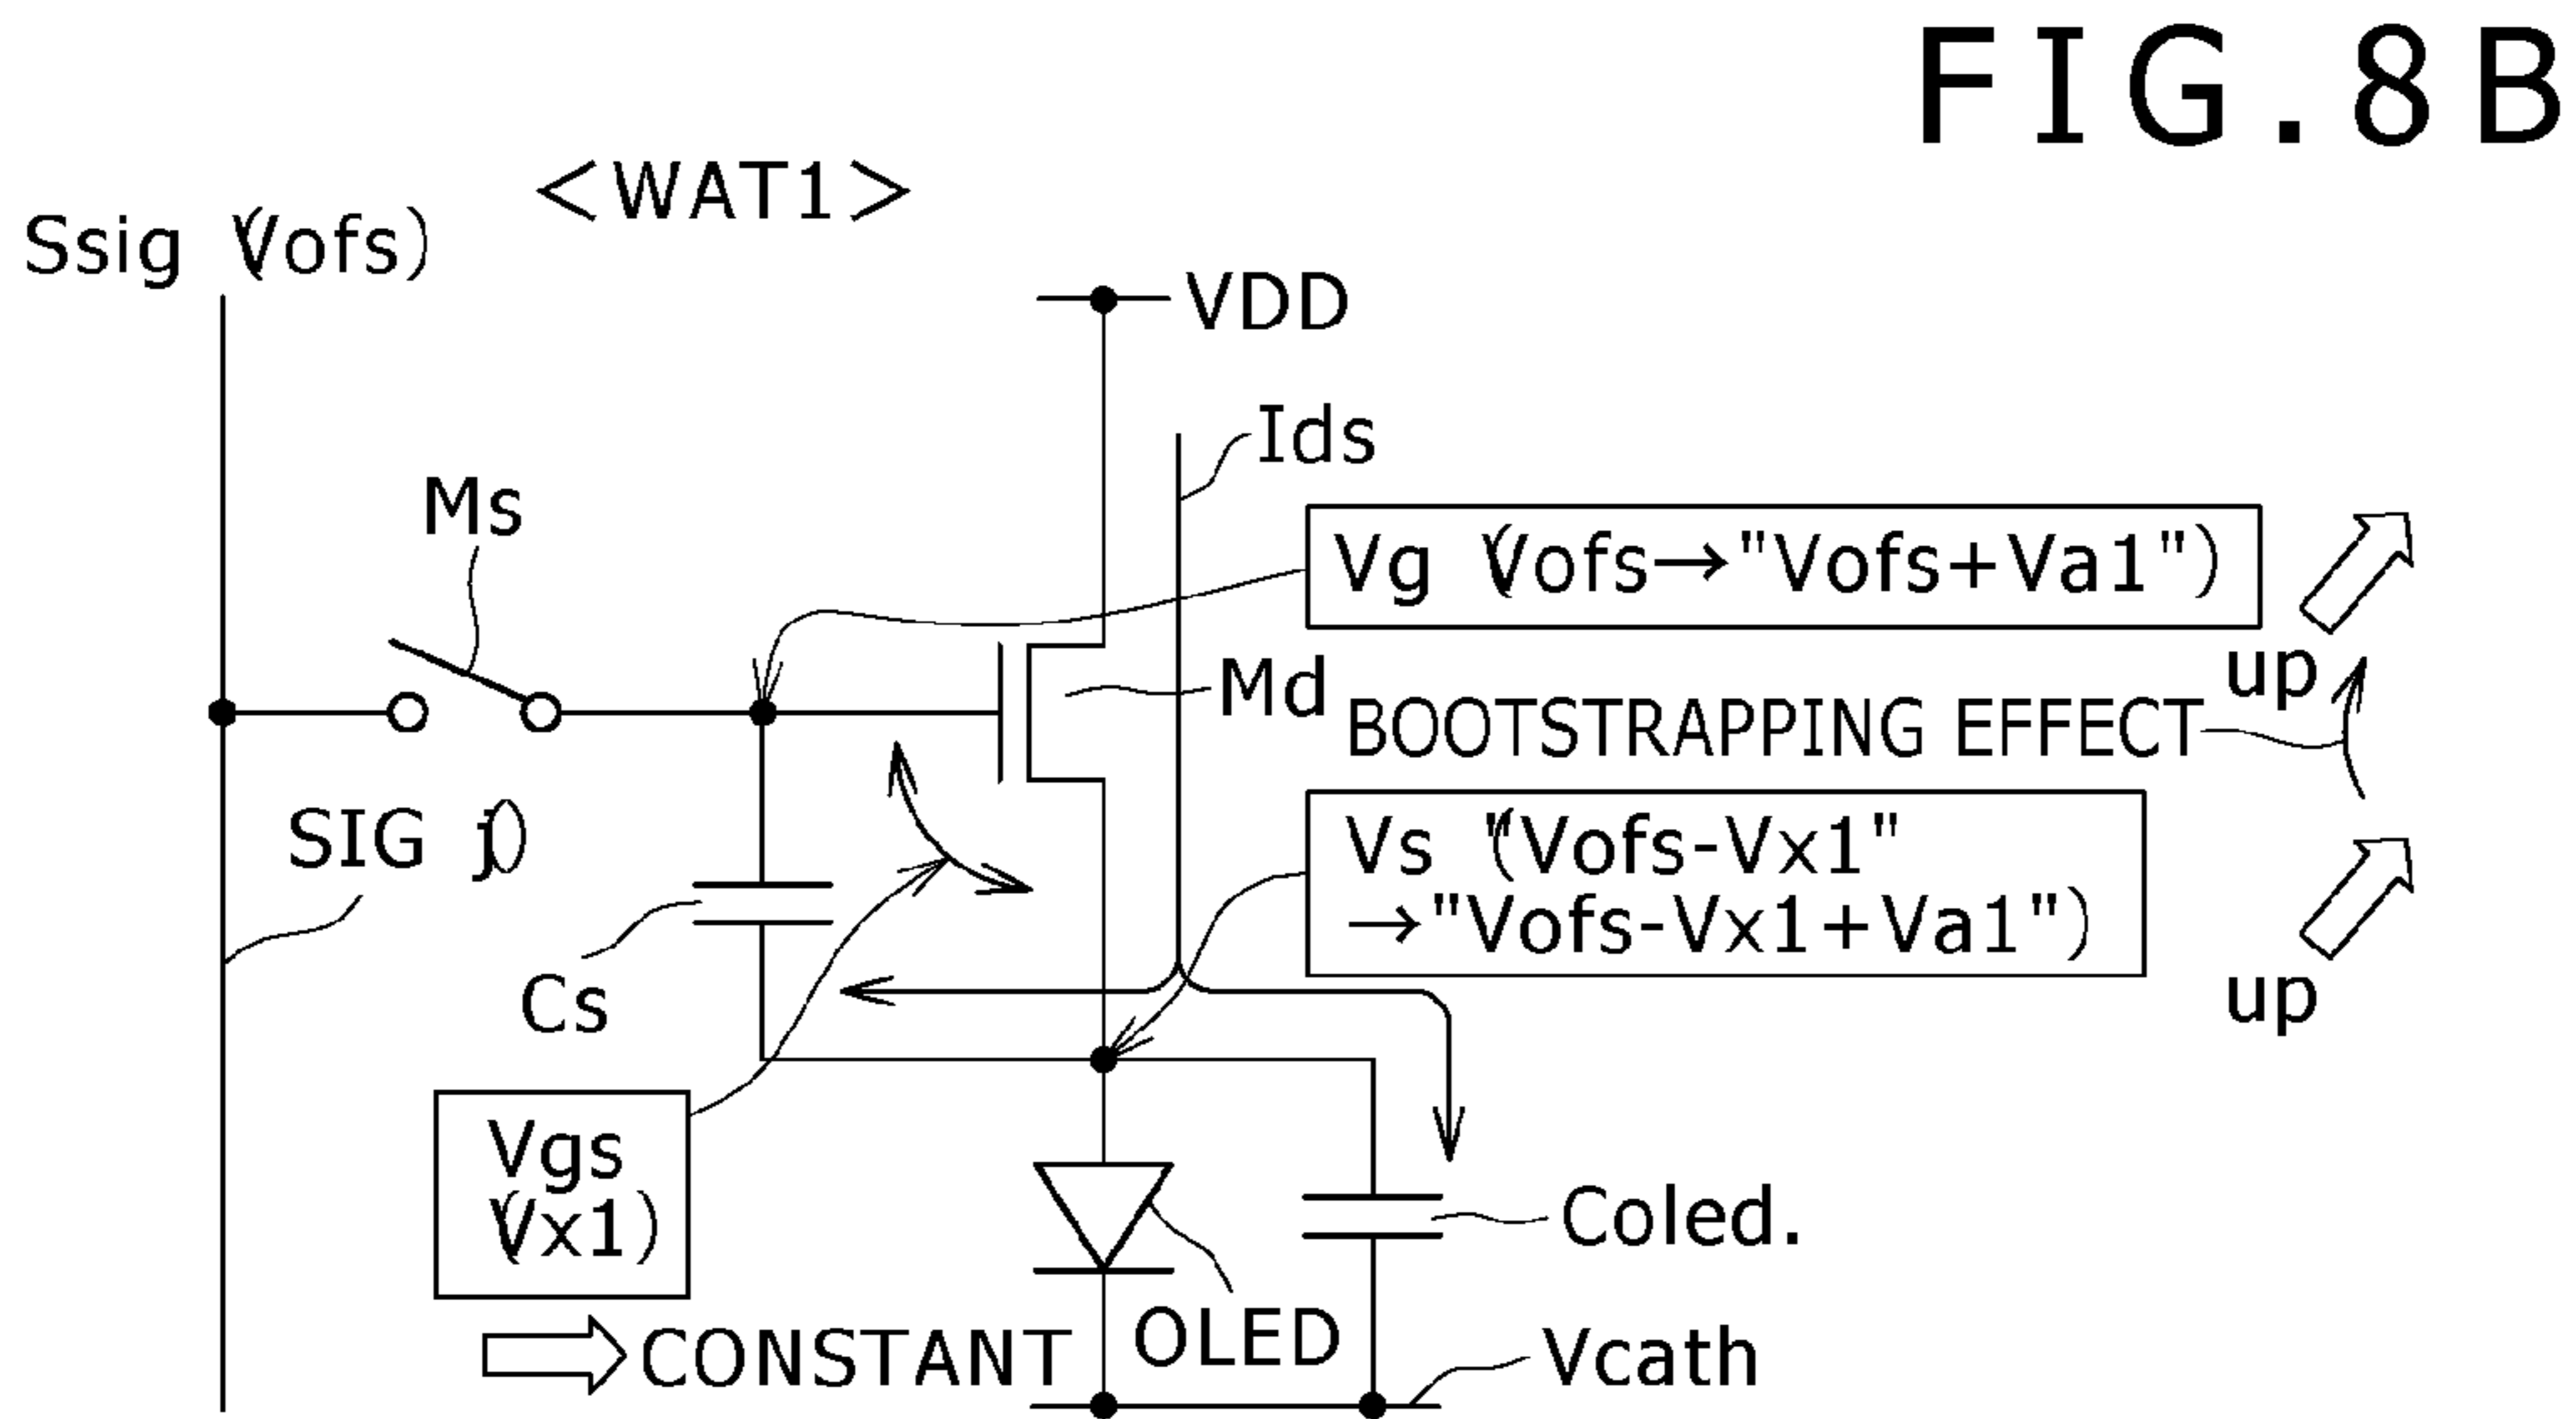 FIG.8B
<WAT1>
Ssig (Vofs)
VDD
Ids
Ms
Vg (Vofs→"Vofs+Va1")
up
Md
BOOTSTRAPPING EFFECT
SIG (j)
Vs ("Vofs-Vx1"
→"Vofs-Vx1+Va1")
up
Cs
Vgs
(Vx1)
Coled.
OLED
CONSTANT
Vcath